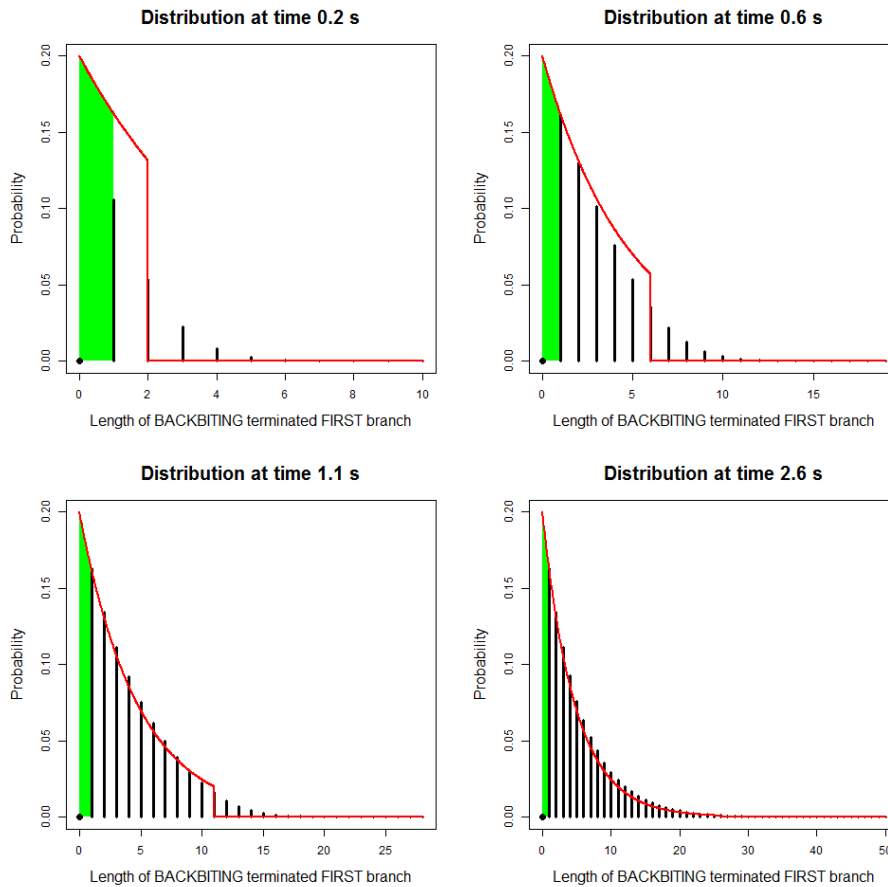 Distribution at time 0.2 s
Probability
0.20
0.15
0.10
0.05
0.00
0 2 4 6 8 10
Length of BACKBITING terminated FIRST branch
Distribution at time 0.6 s
Probability
0.20
0.15
0.10
0.05
0.00
0 5 10 15
Length of BACKBITING terminated FIRST branch
Distribution at time 1.1 s
Probability
0.20
0.15
0.10
0.05
0.00
0 5 10 15 20 25
Length of BACKBITING terminated FIRST branch
Distribution at time 2.6 s
Probability
0.20
0.15
0.10
0.05
0.00
0 10 20 30 40 50
Length of BACKBITING terminated FIRST branch